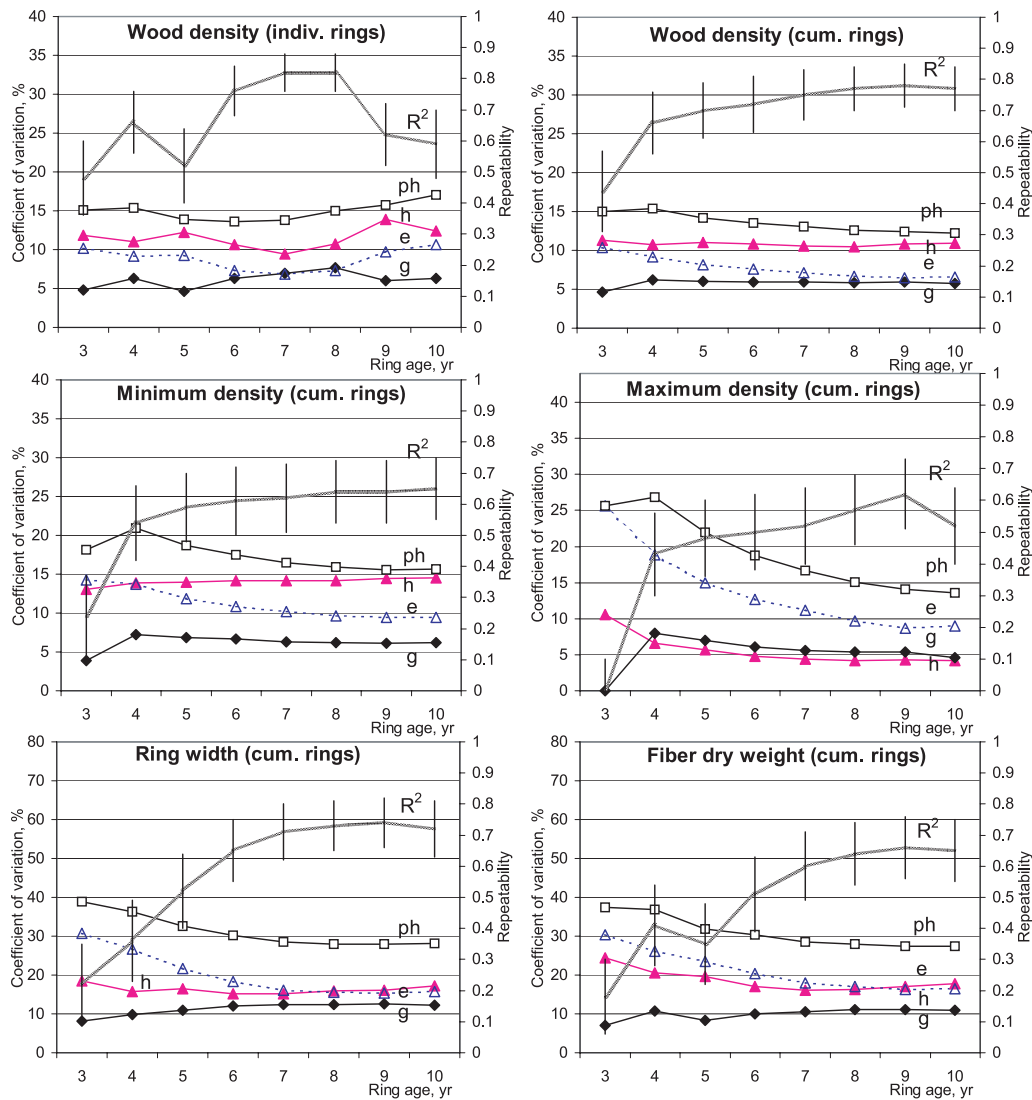 Wood density (indiv. rings)
Coefficient of variation, %
40
35
30
25
20
15
10
5
0
1
0.9
0.8
0.7
0.6
0.5
0.4
0.3
0.2
0.1
0
Repeatability
R²
ph
h
e
g
3 4 5 6 7 8 9 10
Ring age, yr
Wood density (cum. rings)
Coefficient of variation, %
40
35
30
25
20
15
10
5
0
1
0.9
0.8
0.7
0.6
0.5
0.4
0.3
0.2
0.1
0
Repeatability
R²
ph
h
e
g
3 4 5 6 7 8 9 10
Ring age, yr
Minimum density (cum. rings)
Coefficient of variation, %
40
35
30
25
20
15
10
5
0
1
0.9
0.8
0.7
0.6
0.5
0.4
0.3
0.2
0.1
0
Repeatability
R²
ph
h
e
g
3 4 5 6 7 8 9 10
Ring age, yr
Maximum density (cum. rings)
Coefficient of variation, %
40
35
30
25
20
15
10
5
0
1
0.9
0.8
0.7
0.6
0.5
0.4
0.3
0.2
0.1
0
Repeatability
R²
ph
e
g
h
3 4 5 6 7 8 9 10
Ring age, yr
Ring width (cum. rings)
Coefficient of variation, %
80
70
60
50
40
30
20
10
0
1
0.9
0.8
0.7
0.6
0.5
0.4
0.3
0.2
0.1
0
Repeatability
R²
ph
h
e
g
3 4 5 6 7 8 9 10
Ring age, yr
Fiber dry weight (cum. rings)
Coefficient of variation, %
80
70
60
50
40
30
20
10
0
1
0.9
0.8
0.7
0.6
0.5
0.4
0.3
0.2
0.1
0
Repeatability
R²
ph
e
h
g
3 4 5 6 7 8 9 10
Ring age, yr